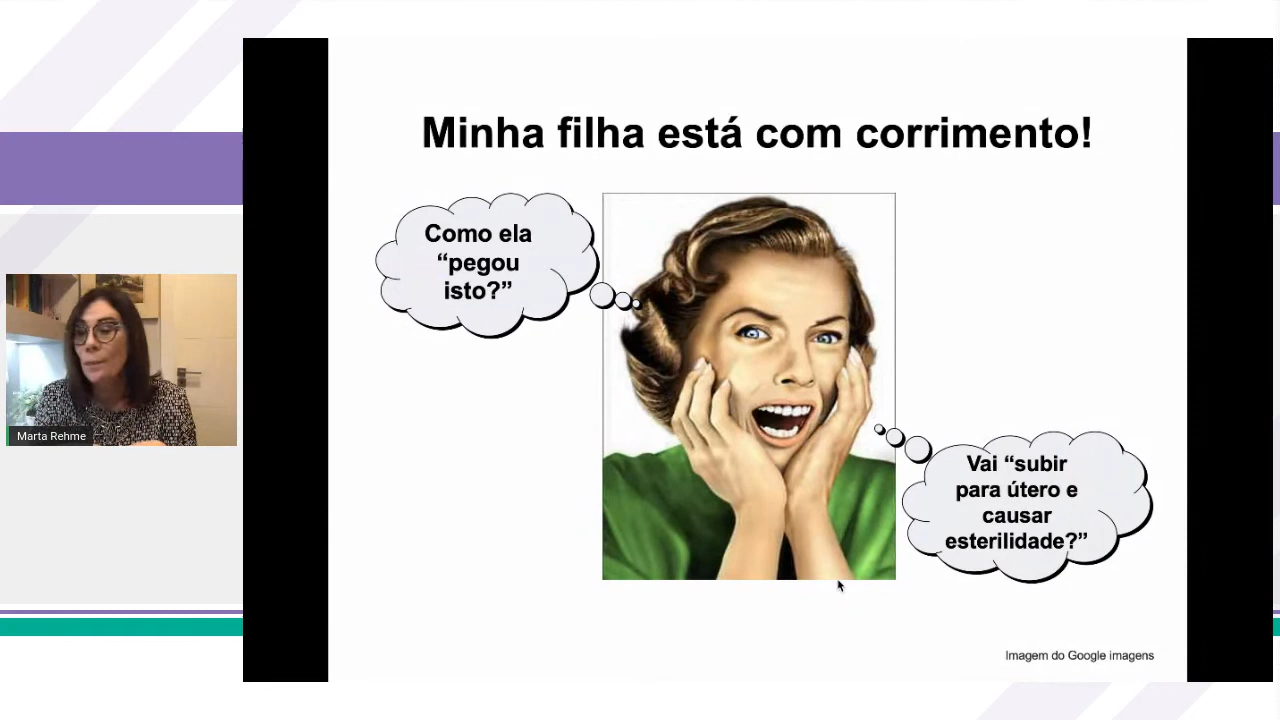 Minha filha está com corrimento!
Como ela
“pegou
isto?”
Vai “subir
para útero e
causar
esterilidade?”
Marta Rehme
Imagem do Google imagens